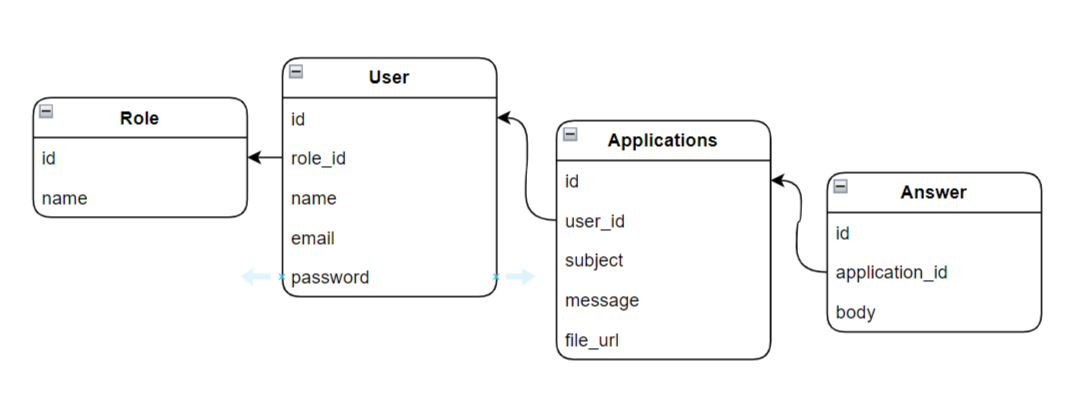 Role
id
name
User
id
role_id
name
email
password
Applications
id
user_id
subject
message
file_url
Answer
id
application_id
body